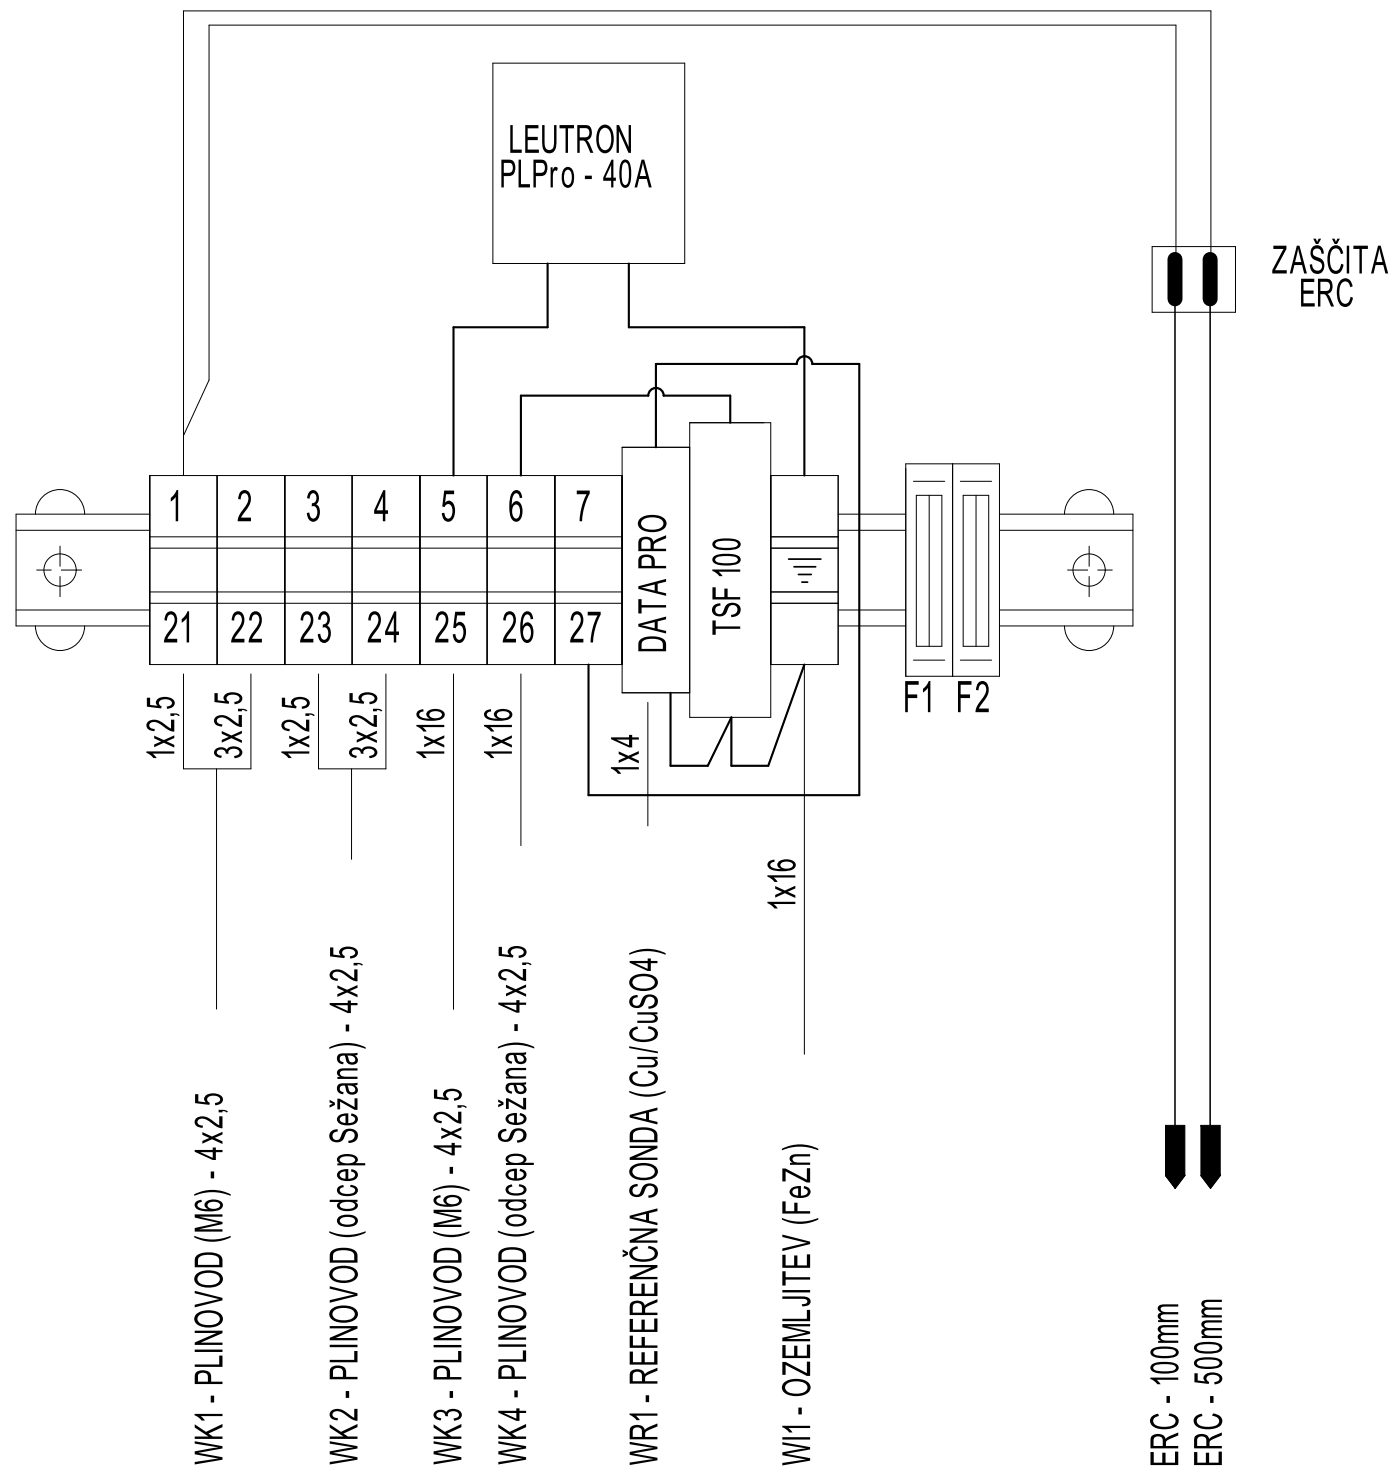 LEUTRON
PLPro - 40A
ZAŠČITA
ERC
1
2
3
4
5
6
7
DATA PRO
TSF 100
21
22
23
24
25
26
27
F1
F2
1x2,5
3x2,5
1x2,5
3x2,5
1x16
1x16
1x4
1x16
WK1 - PLINOVOD (M6) - 4x2,5
WK2 - PLINOVOD (odcep Sežana) - 4x2,5
WK3 - PLINOVOD (M6) - 4x2,5
WK4 - PLINOVOD (odcep Sežana) - 4x2,5
WR1 - REFERENČNA SONDA (Cu/CuSO4)
WI1 - OZEMLJITEV (FeZn)
ERC - 100mm
ERC - 500mm